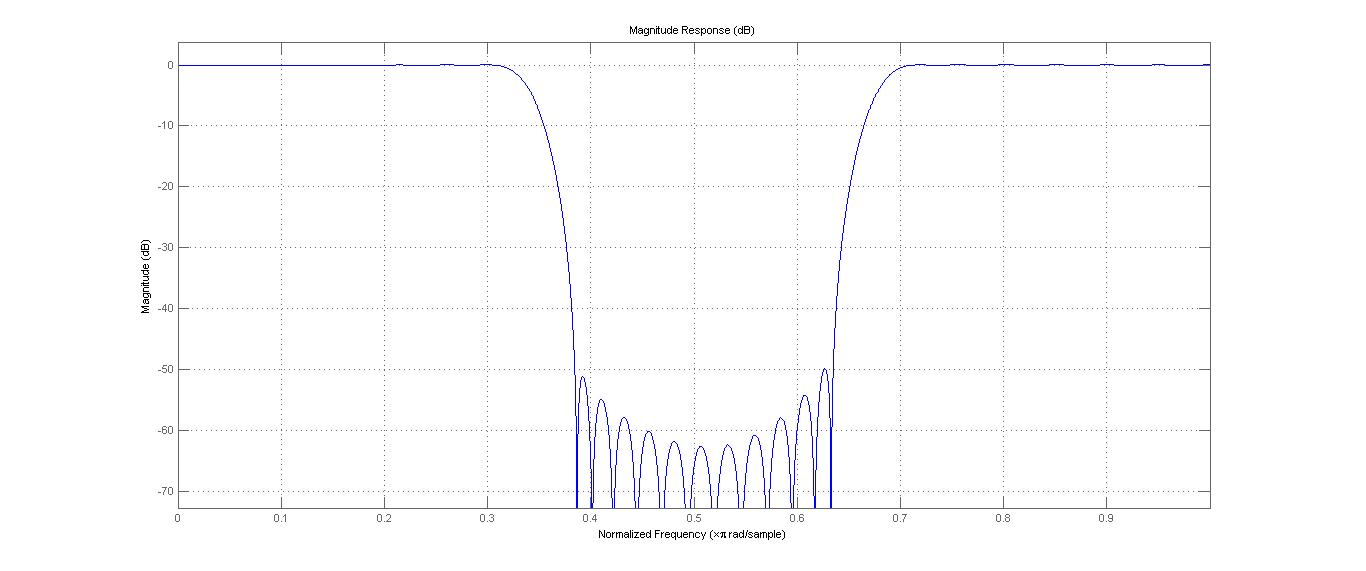 Magnitude Response (dB)
Magnitude (dB)
0
-10
-20
-30
-40
-50
-60
-70
0 0.1 0.2 0.3 0.4 0.5 0.6 0.7 0.8 0.9
Normalized Frequency (×π rad/sample)